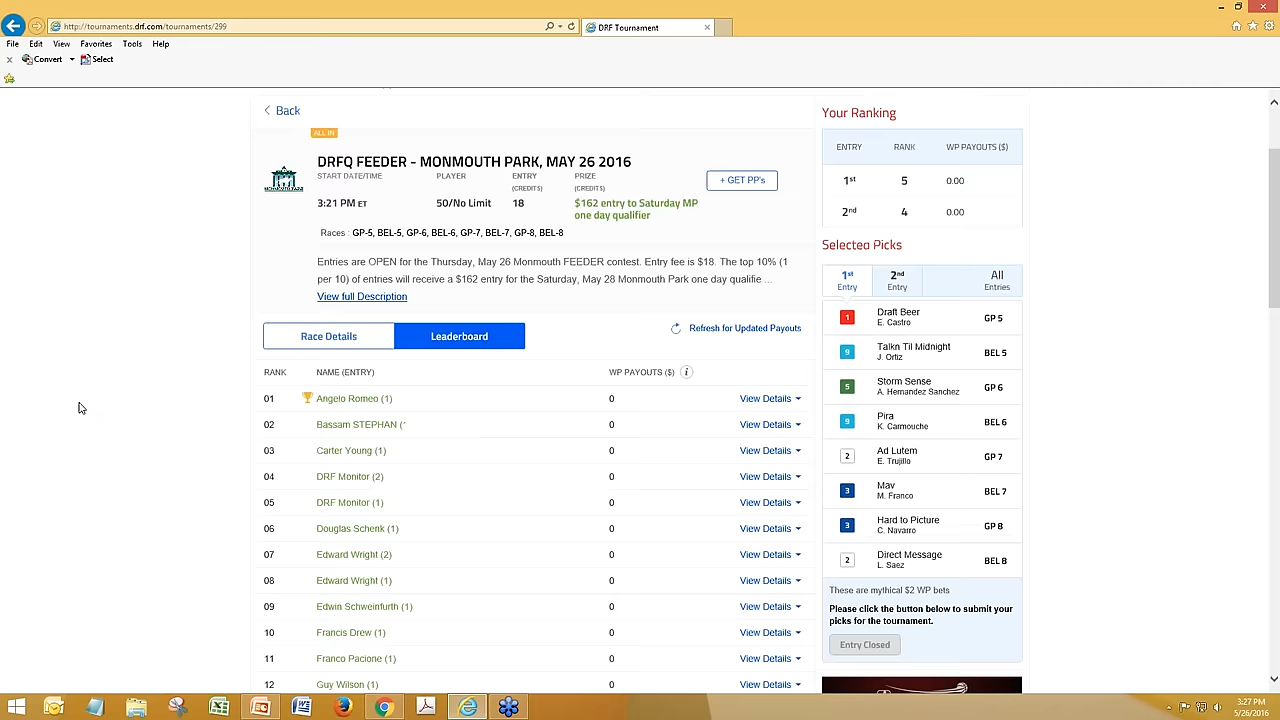 http://tournaments.drf.com/tournaments/299
DRF Tournament
File Edit View Favorites Tools Help
Convert Select
Back
ALL IN
DRFQ FEEDER - MONMOUTH PARK, MAY 26 2016
START DATE/TIME PLAYER ENTRY (CREDITS) PRIZE (CREDITS)
3:21 PM ET 50/No Limit 18 $162 entry to Saturday MP
one day qualifier
+ GET PP's
Races : GP-5, BEL-5, GP-6, BEL-6, GP-7, BEL-7, GP-8, BEL-8
Entries are OPEN for the Thursday, May 26 Monmouth FEEDER contest. Entry fee is $18. The top 10% (1
per 10) of entries will receive a $162 entry for the Saturday, May 28 Monmouth Park one day qualifie ...
View full Description
Race Details Leaderboard
Refresh for Updated Payouts
RANK NAME (ENTRY) WP PAYOUTS ($) i
01 Angelo Romeo (1) 0 View Details
02 Bassam STEPHAN (1 0 View Details
03 Carter Young (1) 0 View Details
04 DRF Monitor (2) 0 View Details
05 DRF Monitor (1) 0 View Details
06 Douglas Schenk (1) 0 View Details
07 Edward Wright (2) 0 View Details
08 Edward Wright (1) 0 View Details
09 Edwin Schweinfurth (1) 0 View Details
10 Francis Drew (1) 0 View Details
11 Franco Pacione (1) 0 View Details
12 Guy Wilson (1) 0 View Details
Your Ranking
ENTRY RANK WP PAYOUTS ($)
1st 5 0.00
2nd 4 0.00
Selected Picks
1st Entry 2nd Entry All Entries
1 Draft Beer GP 5
E. Castro
9 Talkn Til Midnight BEL 5
J. Ortiz
5 Storm Sense GP 6
A. Hernandez Sanchez
9 Pira BEL 6
K. Carmouche
2 Ad Lutem GP 7
E. Trujillo
3 Mav BEL 7
M. Franco
3 Hard to Picture GP 8
C. Navarro
2 Direct Message BEL 8
L. Saez
These are mythical $2 WP bets
Please click the button below to submit your
picks for the tournament.
Entry Closed
3:27 PM
5/26/2016